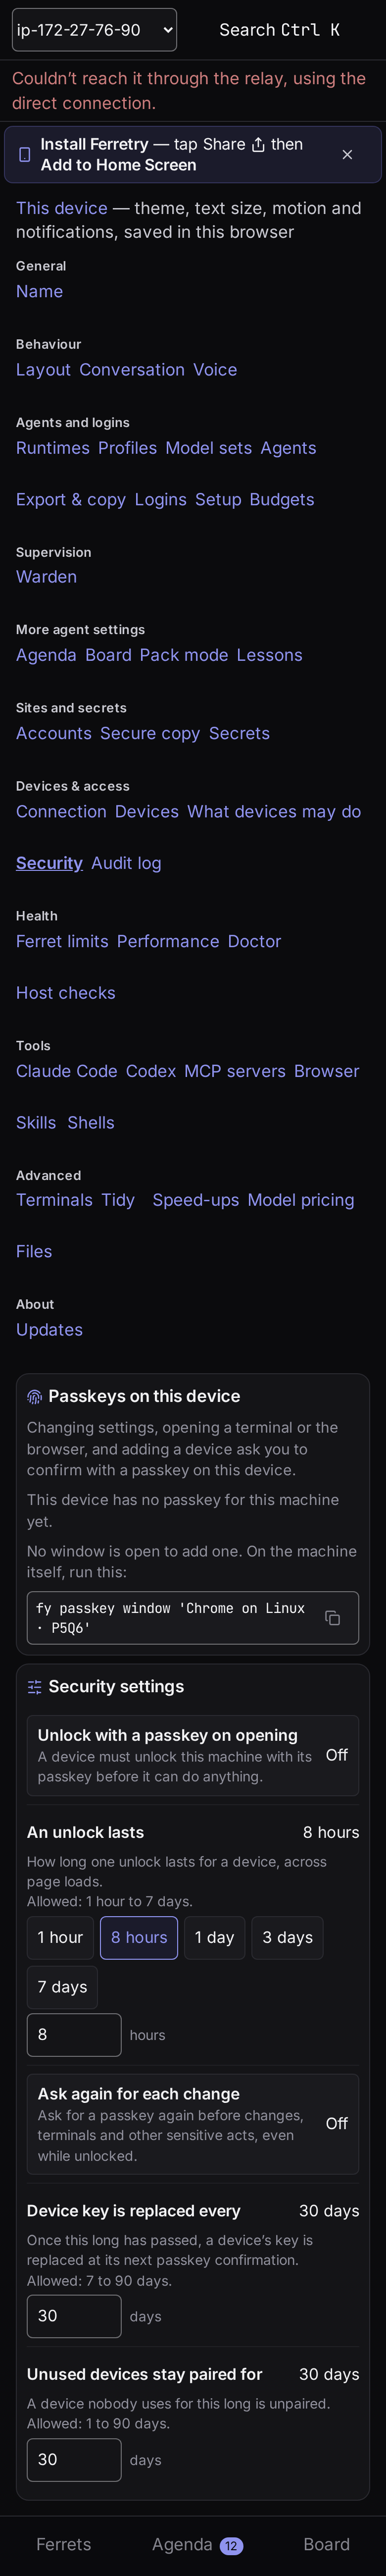 ip-172-27-76-90
Search Ctrl K
Couldn’t reach it through the relay, using the
direct connection.
Install Ferretry — tap Share then
Add to Home Screen
This device — theme, text size, motion and
notifications, saved in this browser
General
Name
Behaviour
Layout Conversation Voice
Agents and logins
Runtimes Profiles Model sets Agents
Export & copy Logins Setup Budgets
Supervision
Warden
More agent settings
Agenda Board Pack mode Lessons
Sites and secrets
Accounts Secure copy Secrets
Devices & access
Connection Devices What devices may do
Security Audit log
Health
Ferret limits Performance Doctor
Host checks
Tools
Claude Code Codex MCP servers Browser
Skills Shells
Advanced
Terminals Tidy Speed-ups Model pricing
Files
About
Updates
Passkeys on this device
Changing settings, opening a terminal or the
browser, and adding a device ask you to
confirm with a passkey on this device.
This device has no passkey for this machine
yet.
No window is open to add one. On the machine
itself, run this:
fy passkey window 'Chrome on Linux
· P5Q6'
Security settings
Unlock with a passkey on opening
A device must unlock this machine with its
passkey before it can do anything.
Off
An unlock lasts
8 hours
How long one unlock lasts for a device, across
page loads.
Allowed: 1 hour to 7 days.
1 hour 8 hours 1 day 3 days
7 days
8 hours
Ask again for each change
Ask for a passkey again before changes,
terminals and other sensitive acts, even
while unlocked.
Off
Device key is replaced every
30 days
Once this long has passed, a device’s key is
replaced at its next passkey confirmation.
Allowed: 7 to 90 days.
30 days
Unused devices stay paired for
30 days
A device nobody uses for this long is unpaired.
Allowed: 1 to 90 days.
30 days
Ferrets Agenda 12 Board